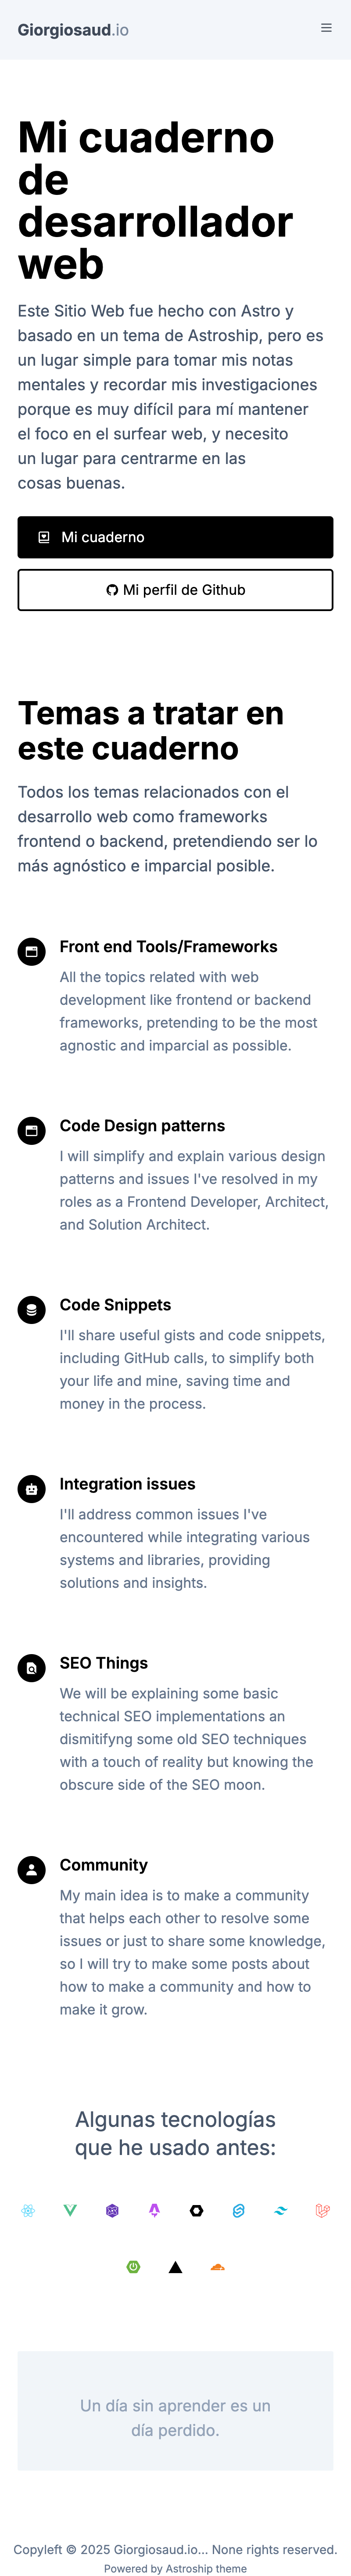 Giorgiosaud.io
Mi cuaderno
de
desarrollador
web
Este Sitio Web fue hecho con Astro y
basado en un tema de Astroship, pero es
un lugar simple para tomar mis notas
mentales y recordar mis investigaciones
porque es muy difícil para mí mantener
el foco en el surfear web, y necesito
un lugar para centrarme en las
cosas buenas.
Mi cuaderno
Mi perfil de Github
Temas a tratar en
este cuaderno
Todos los temas relacionados con el
desarrollo web como frameworks
frontend o backend, pretendiendo ser lo
más agnóstico e imparcial posible.
Front end Tools/Frameworks
All the topics related with web
development like frontend or backend
frameworks, pretending to be the most
agnostic and imparcial as possible.
Code Design patterns
I will simplify and explain various design
patterns and issues I've resolved in my
roles as a Frontend Developer, Architect,
and Solution Architect.
Code Snippets
I'll share useful gists and code snippets,
including GitHub calls, to simplify both
your life and mine, saving time and
money in the process.
Integration issues
I'll address common issues I've
encountered while integrating various
systems and libraries, providing
solutions and insights.
SEO Things
We will be explaining some basic
technical SEO implementations an
dismitifyng some old SEO techniques
with a touch of reality but knowing the
obscure side of the SEO moon.
Community
My main idea is to make a community
that helps each other to resolve some
issues or just to share some knowledge,
so I will try to make some posts about
how to make a community and how to
make it grow.
Algunas tecnologías
que he usado antes:
Un día sin aprender es un
día perdido.
Copyleft © 2025 Giorgiosaud.io... None rights reserved.
Powered by Astroship theme